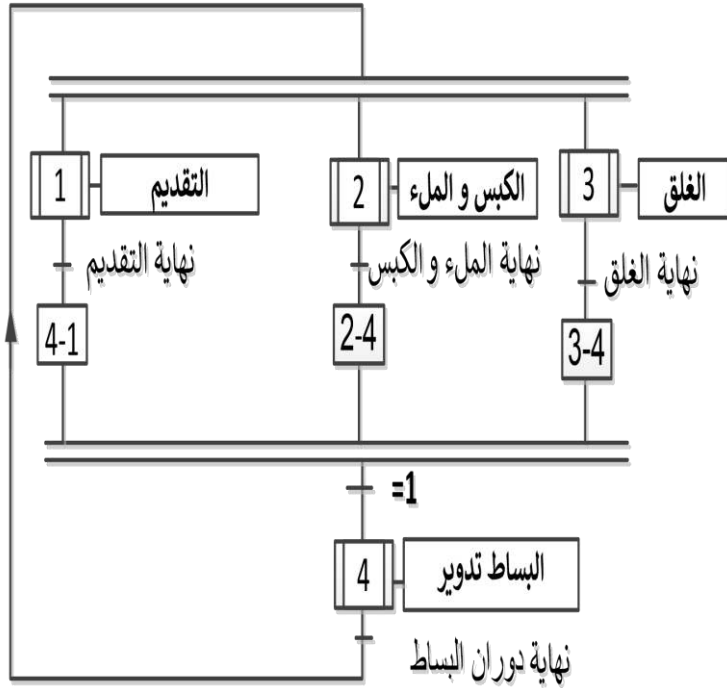 1 التقديم
2 الكبس و الملء
3 الغلق
نهاية التقديم
نهاية الملء و الكبس
نهاية الغلق
4-1
2-4
3-4
=1
4 البساط تدوير
نهاية دوران البساط